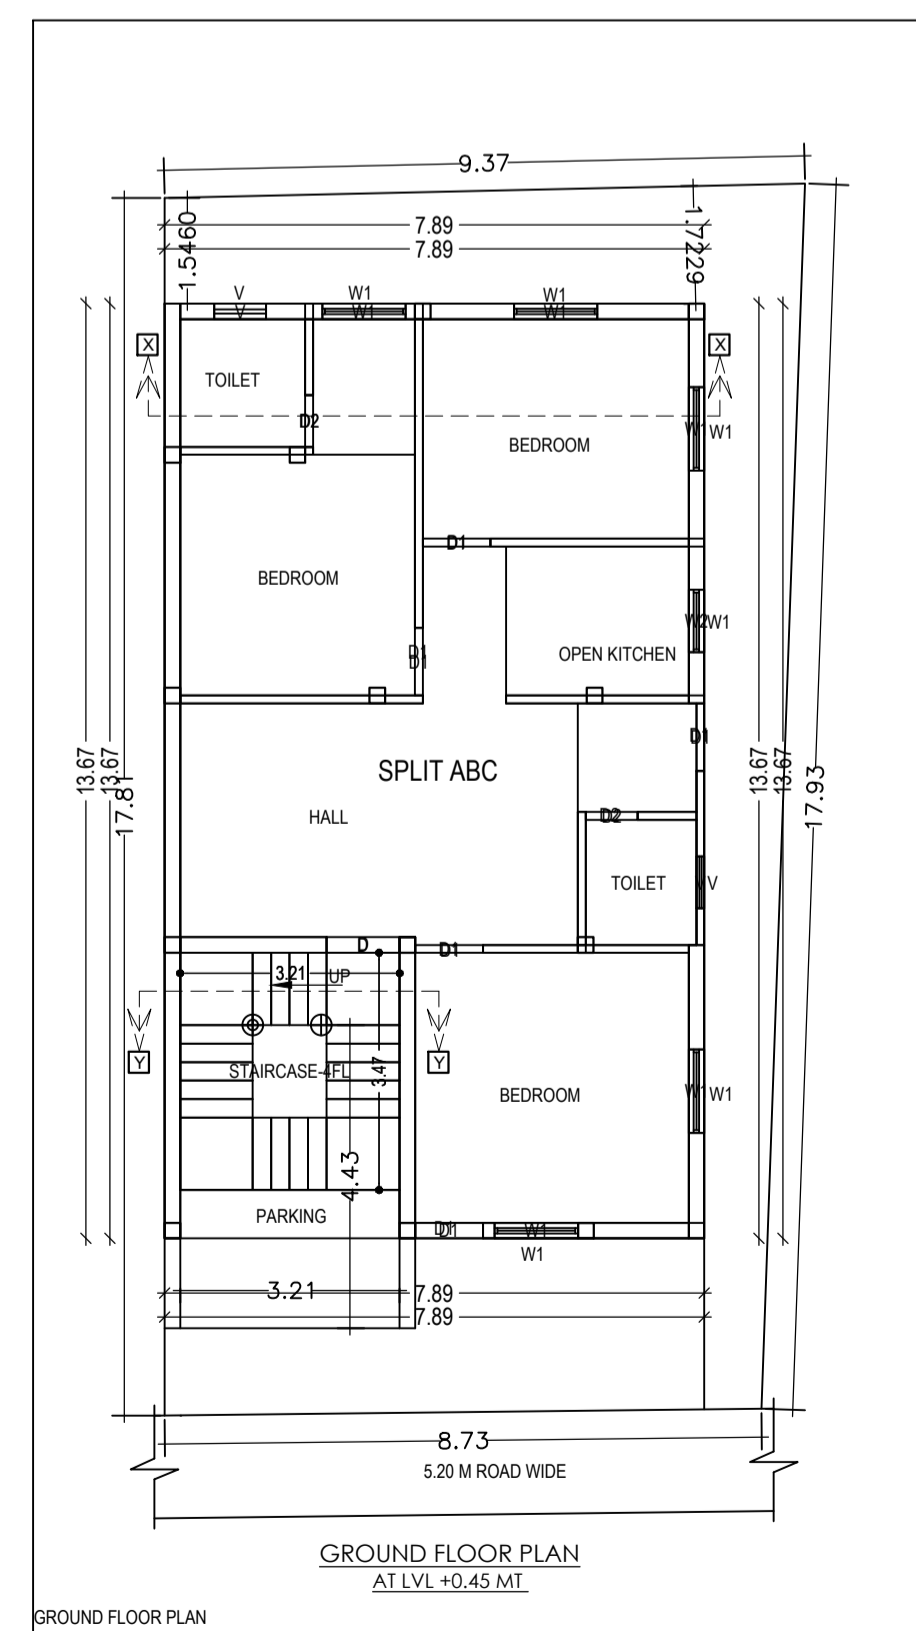 9.37
7.89
7.89
1.5460
1.7229
V
V
W1
W1
W1
W1
X
X
TOILET
D2
BEDROOM
W1
W1
D1
BEDROOM
W2
W1
OPEN KITCHEN
D1
D1
13.67
13.67
17.81
13.67
13.67
17.93
D1
SPLIT ABC
HALL
D2
TOILET
V
D
D1
3.21
UP
Y
Y
STAIRCASE-4FL
3.47
BEDROOM
W1
W1
4.43
PARKING
D1
D1
W1
W1
3.21
7.89
7.89
8.73
5.20 M ROAD WIDE
GROUND FLOOR PLAN
AT LVL +0.45 MT
GROUND FLOOR PLAN